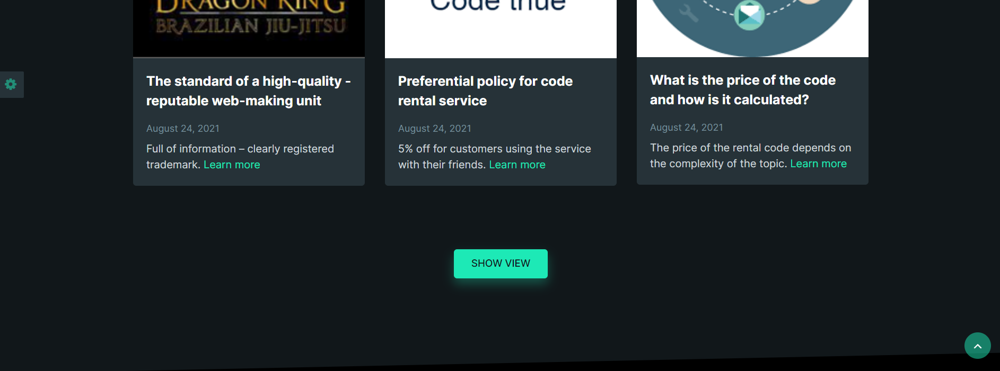 DRAGON KING
BRAZILIAN JIU-JITSU
Code thue
The standard of a high-quality -
reputable web-making unit
August 24, 2021
Full of information – clearly registered
trademark. Learn more
Preferential policy for code
rental service
August 24, 2021
5% off for customers using the service
with their friends. Learn more
What is the price of the code
and how is it calculated?
August 24, 2021
The price of the rental code depends on
the complexity of the topic. Learn more
SHOW VIEW